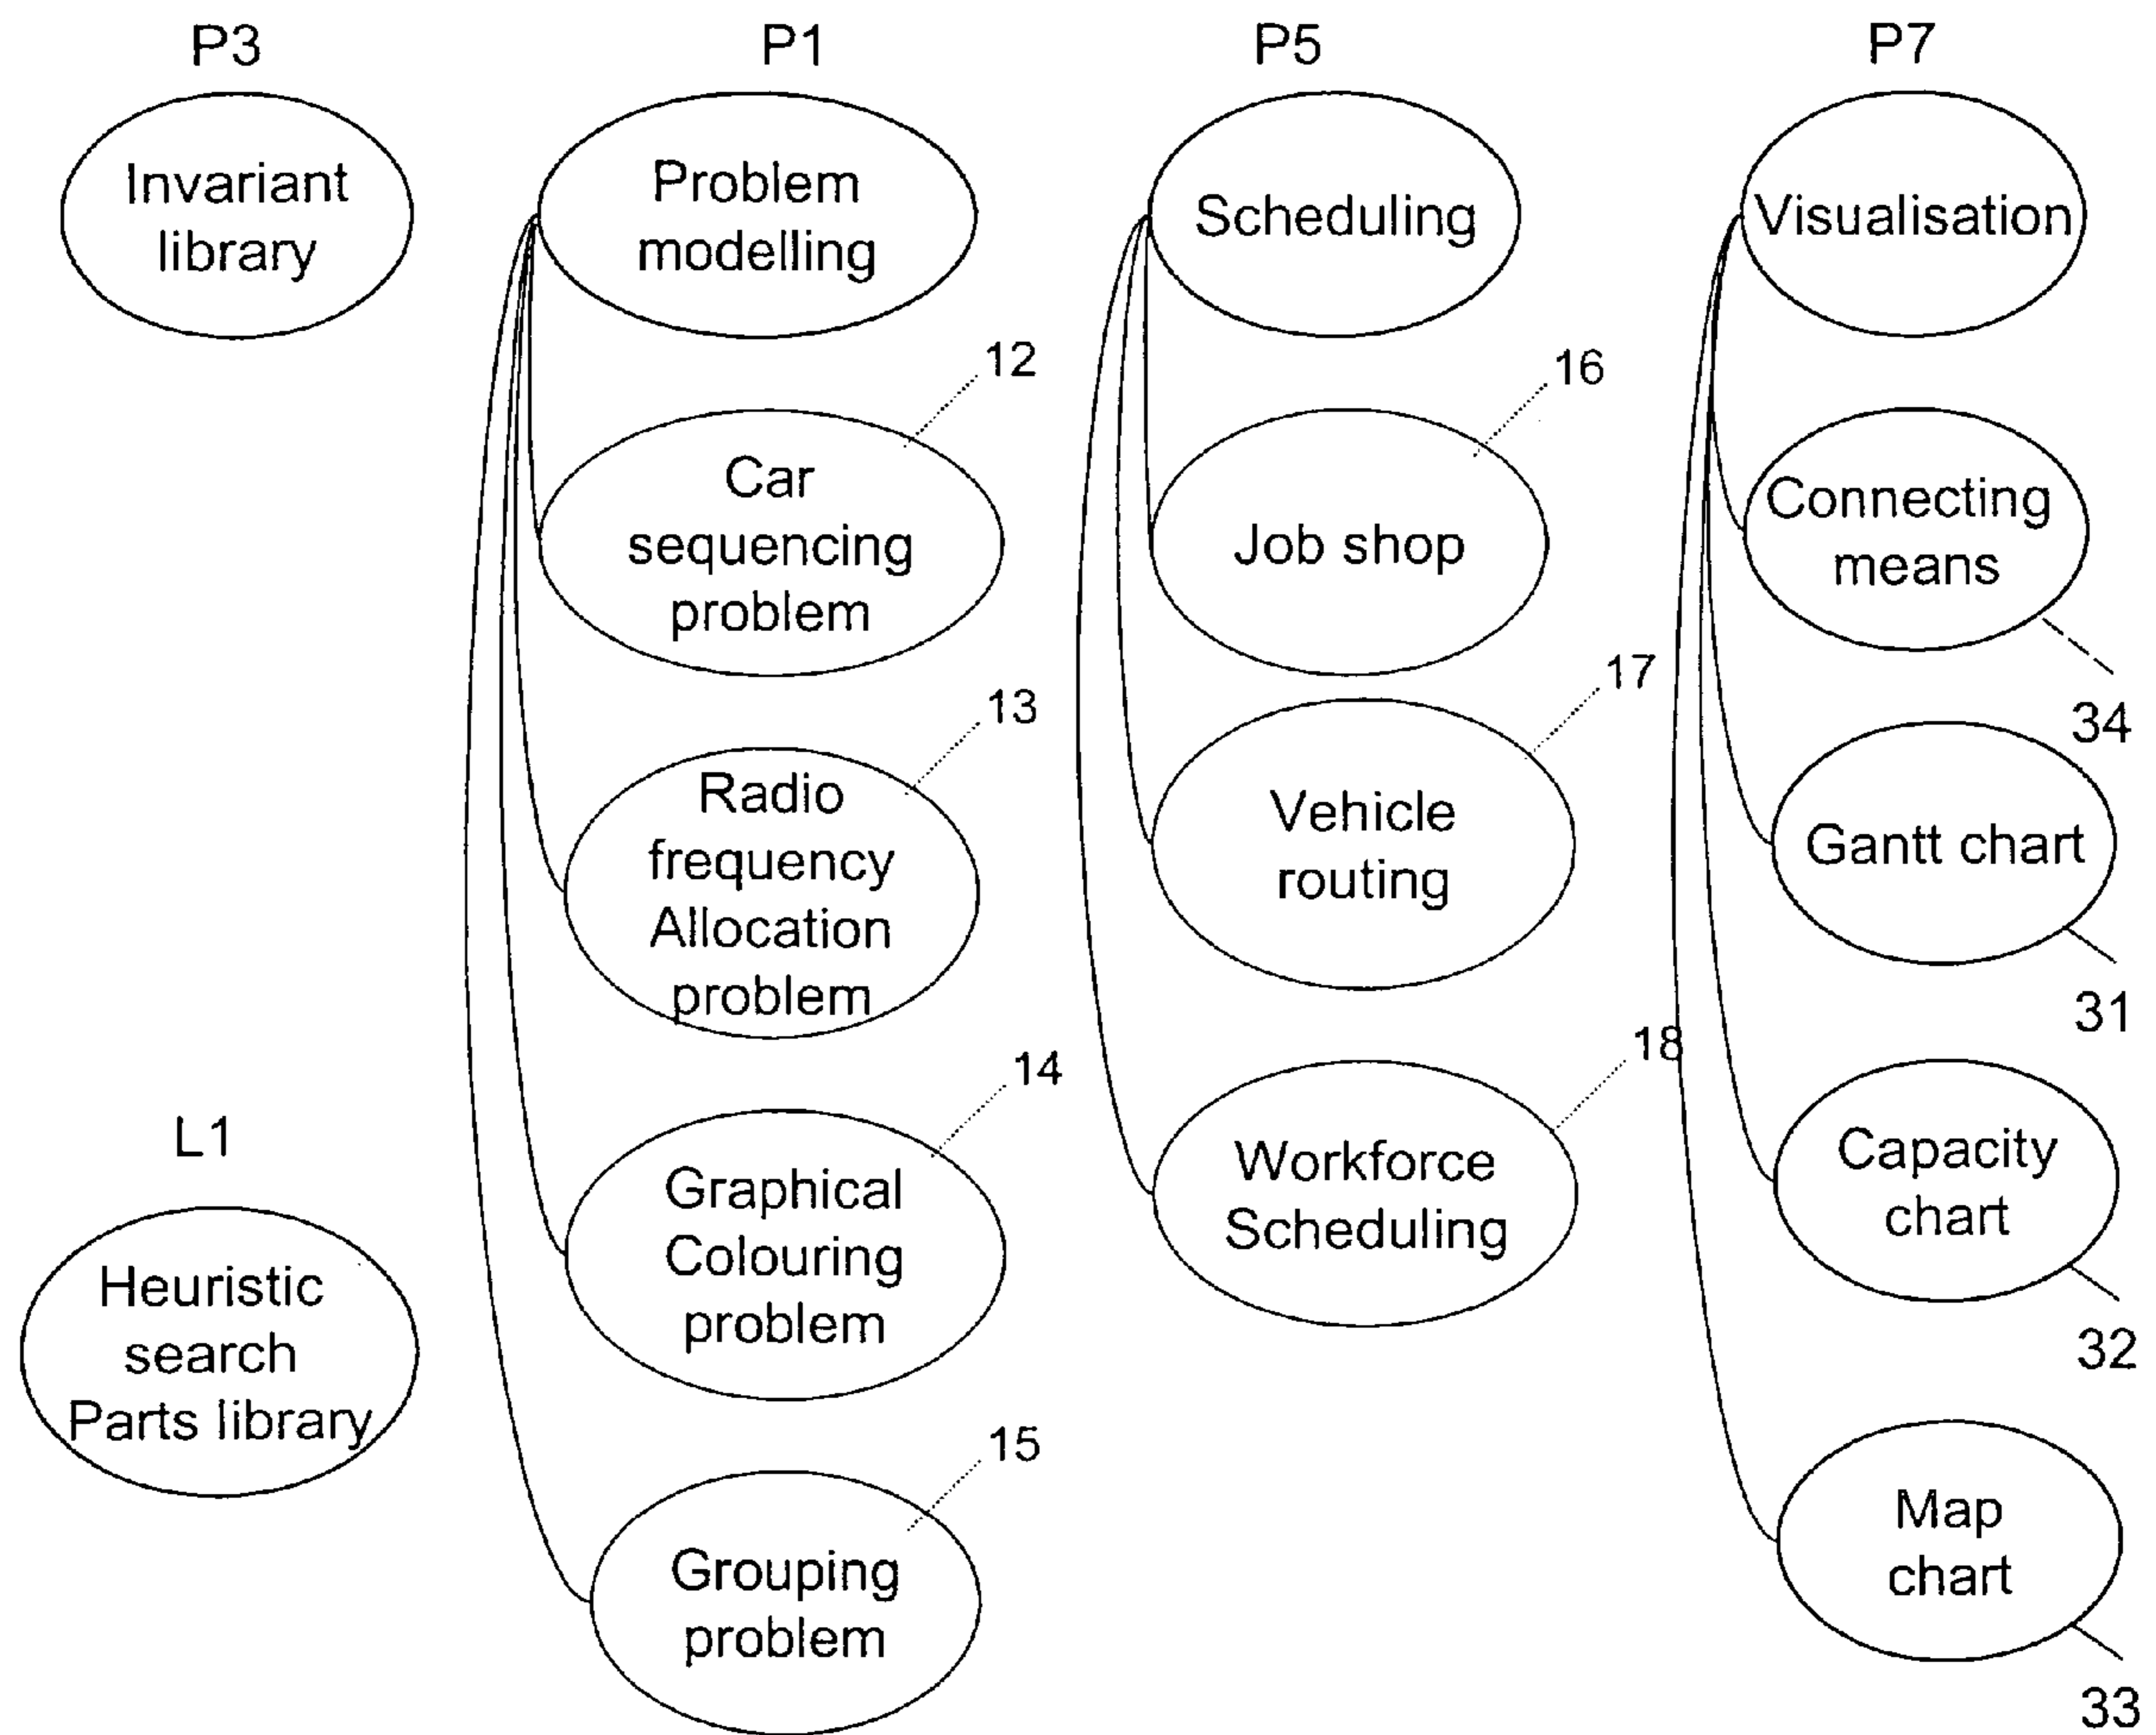 P3
Invariant
library
L1
Heuristic
search
Parts library
P1
Problem
modelling
12
Car
sequencing
problem
13
Radio
frequency
Allocation
problem
14
Graphical
Colouring
problem
15
Grouping
problem
P5
Scheduling
16
Job shop
17
Vehicle
routing
18
Workforce
Scheduling
P7
Visualisation
Connecting
means
34
Gantt chart
31
Capacity
chart
32
Map
chart
33